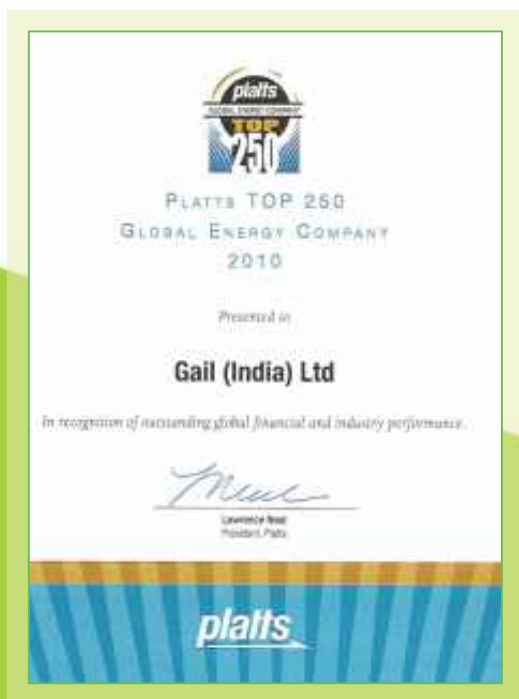 platts
GLOBAL ENERGY COMPANY
TOP
250
PLATTS TOP 250
GLOBAL ENERGY COMPANY
2010
Presented to
Gail (India) Ltd
In recognition of outstanding global financial and industry performance.
Lawrence Neal
President, Platts
platts